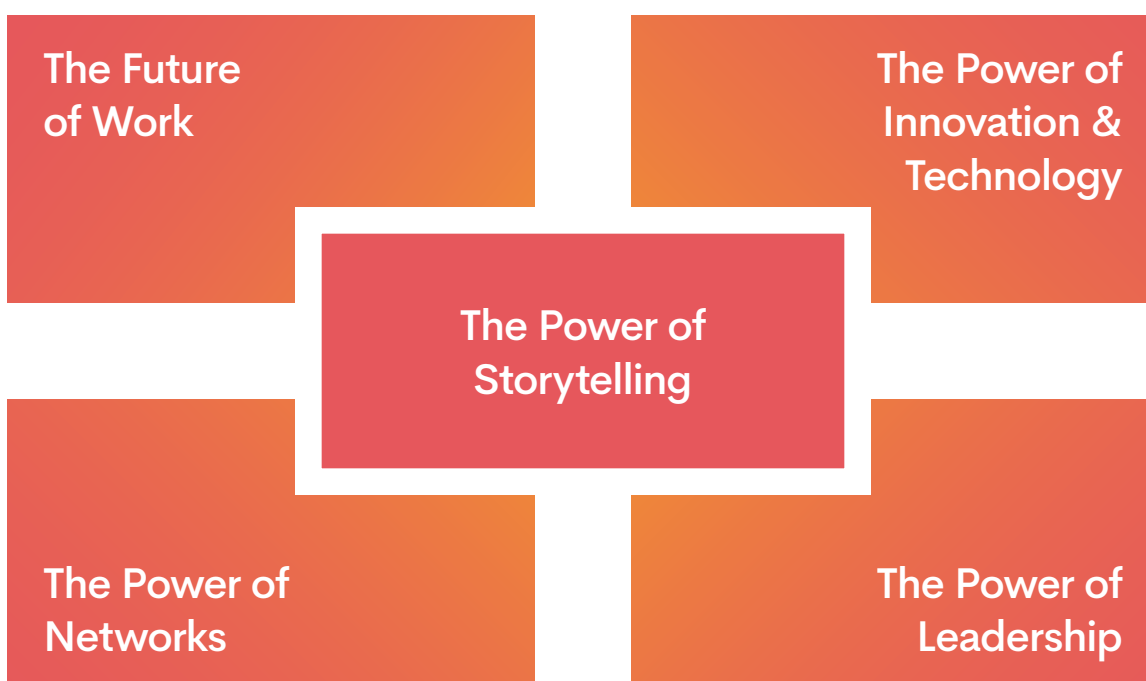 The Future
of Work
The Power of
Innovation &
Technology
The Power of
Storytelling
The Power of
Networks
The Power of
Leadership